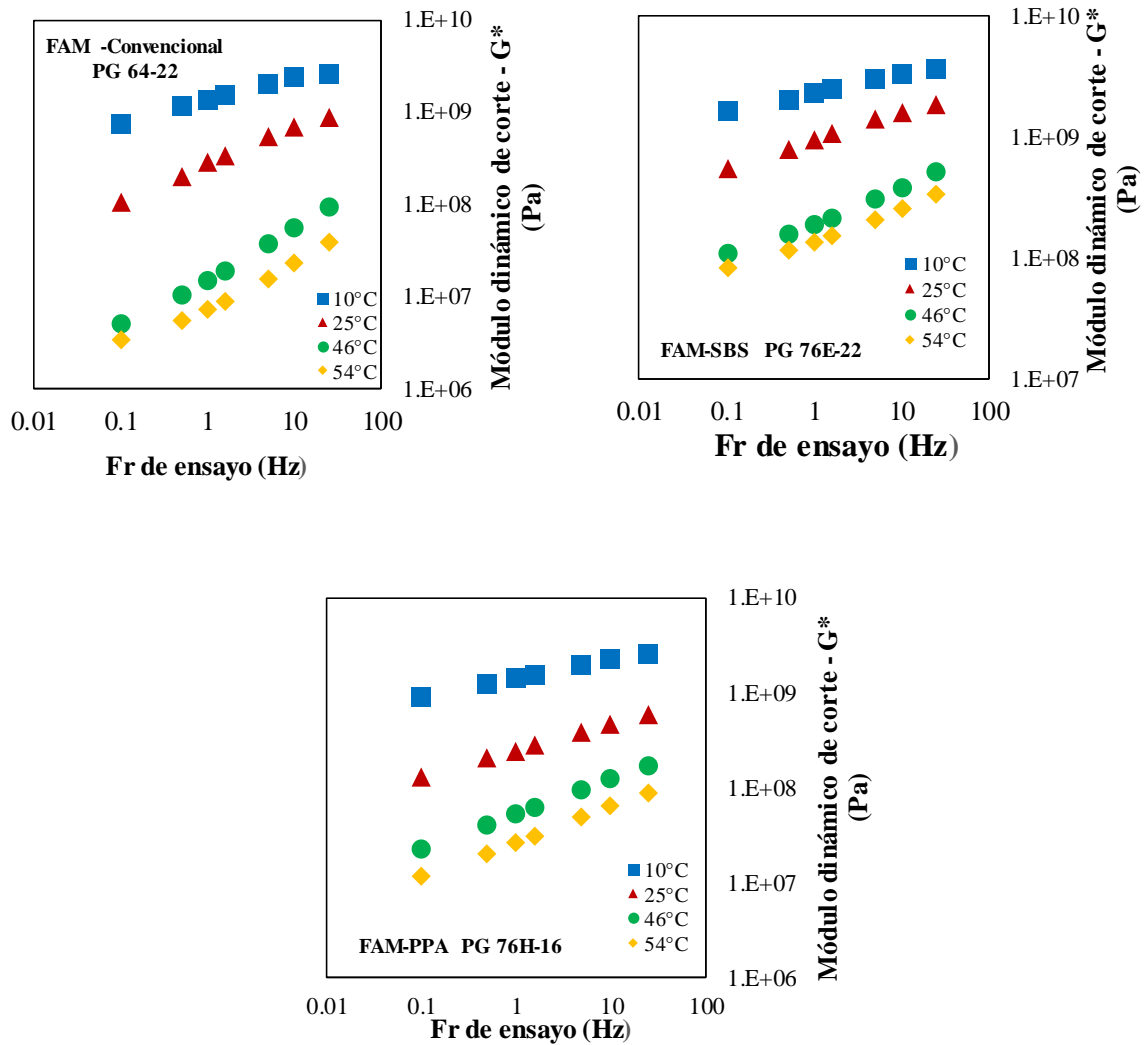 FAM -Convencional
PG 64-22
1.E+10
1.E+09
1.E+08
1.E+07
1.E+06
Módulo dinámico de corte - G*
(Pa)
10°C
25°C
46°C
54°C
0.01 0.1 1 10 100
Fr de ensayo (Hz)
1.E+10
1.E+09
1.E+08
1.E+07
Módulo dinámico de corte - G*
(Pa)
10°C
25°C
46°C
54°C
FAM-SBS PG 76E-22
0.01 0.1 1 10 100
Fr de ensayo (Hz)
1.E+10
1.E+09
1.E+08
1.E+07
1.E+06
Módulo dinámico de corte - G*
(Pa)
10°C
25°C
46°C
54°C
FAM-PPA PG 76H-16
0.01 0.1 1 10 100
Fr de ensayo (Hz)